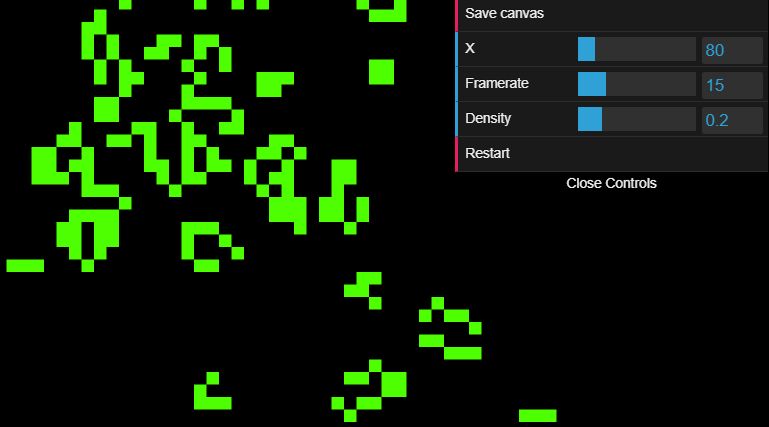 Save canvas
X 80
Framerate 15
Density 0.2
Restart
Close Controls